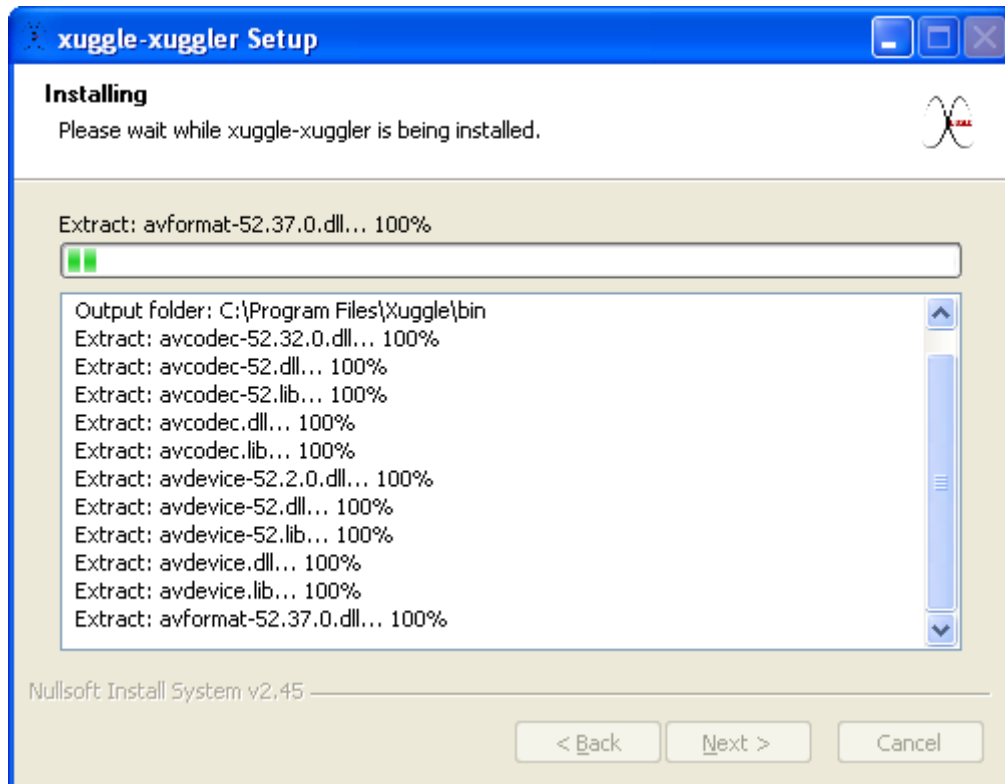 xuggle-xuggler Setup
Installing
Please wait while xuggle-xuggler is being installed.
Extract: avformat-52.37.0.dll... 100%
Output folder: C:\Program Files\Xuggle\bin
Extract: avcodec-52.32.0.dll... 100%
Extract: avcodec-52.dll... 100%
Extract: avcodec-52.lib... 100%
Extract: avcodec.dll... 100%
Extract: avcodec.lib... 100%
Extract: avdevice-52.2.0.dll... 100%
Extract: avdevice-52.dll... 100%
Extract: avdevice-52.lib... 100%
Extract: avdevice.dll... 100%
Extract: avdevice.lib... 100%
Extract: avformat-52.37.0.dll... 100%
Nullsoft Install System v2.45
< Back Next > Cancel